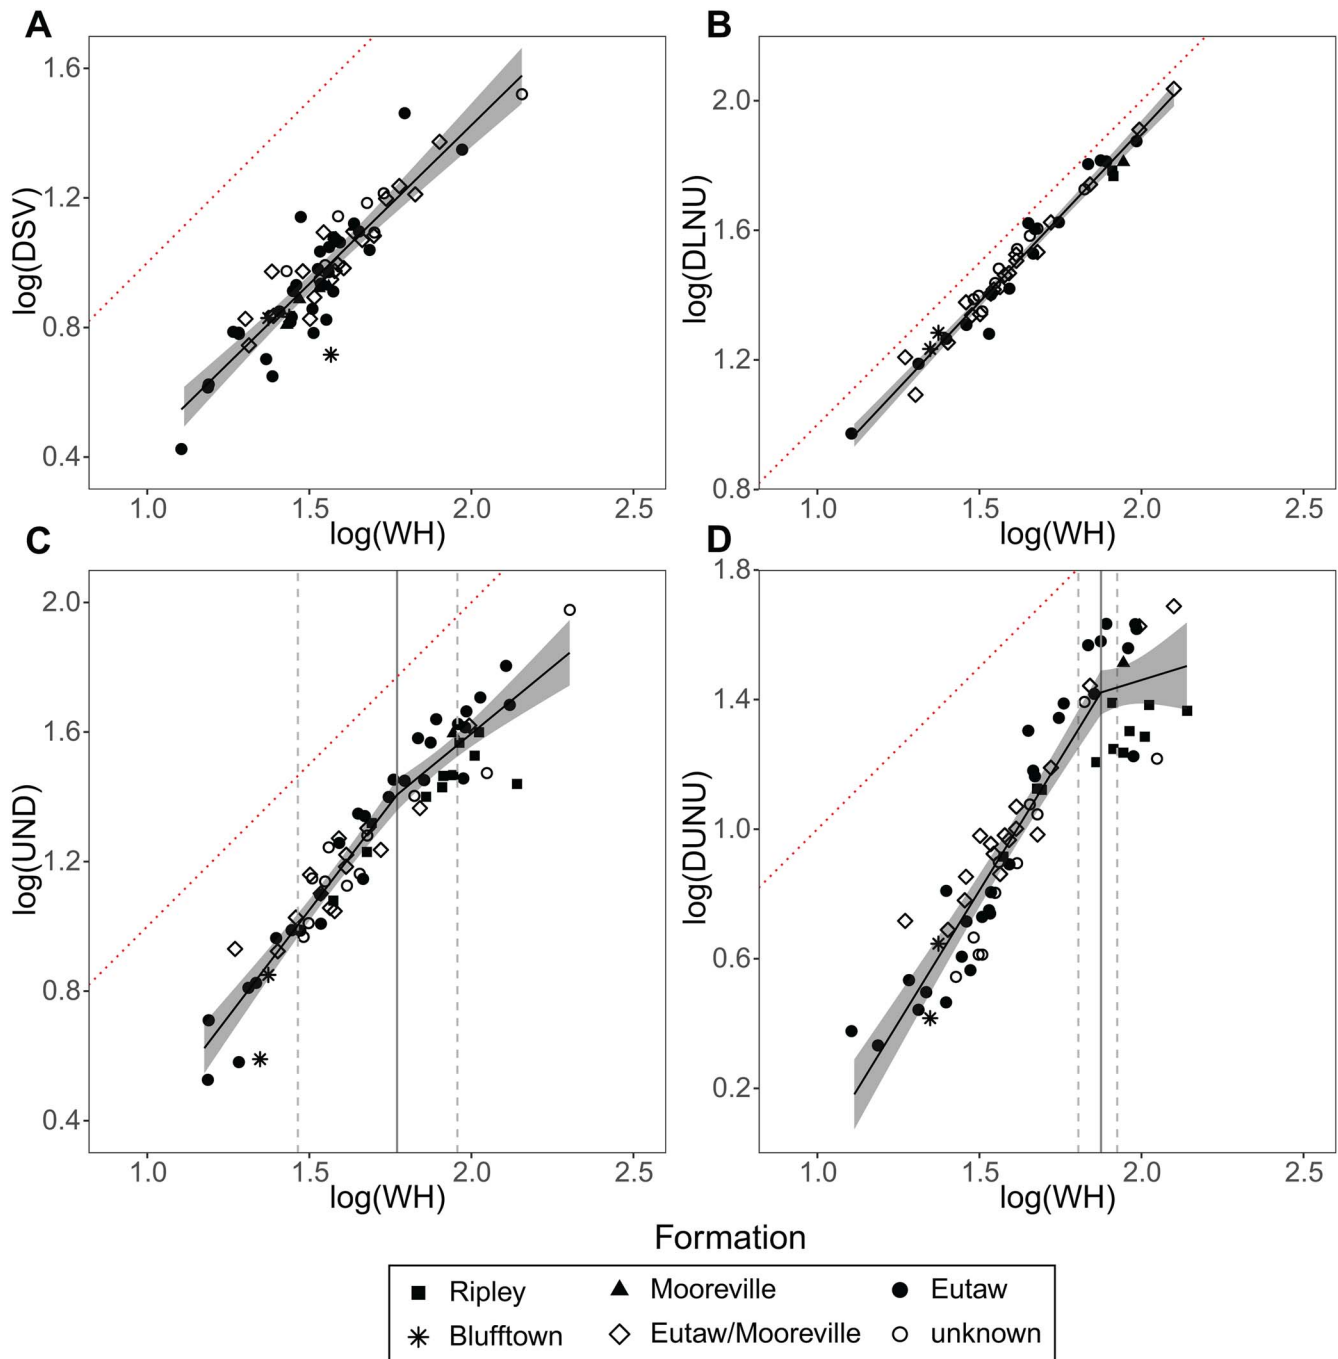 A
B
log(DSV)
1.6
1.2
0.8
0.4
1.0
1.5
2.0
2.5
log(WH)
log(DLNU)
2.0
1.6
1.2
0.8
1.0
1.5
2.0
2.5
log(WH)
C
D
log(UND)
2.0
1.6
1.2
0.8
0.4
1.0
1.5
2.0
2.5
log(WH)
log(DUNU)
1.8
1.4
1.0
0.6
0.2
1.0
1.5
2.0
2.5
log(WH)
Formation
Ripley
Mooreville
Eutaw
Blufftown
Eutaw/Mooreville
unknown